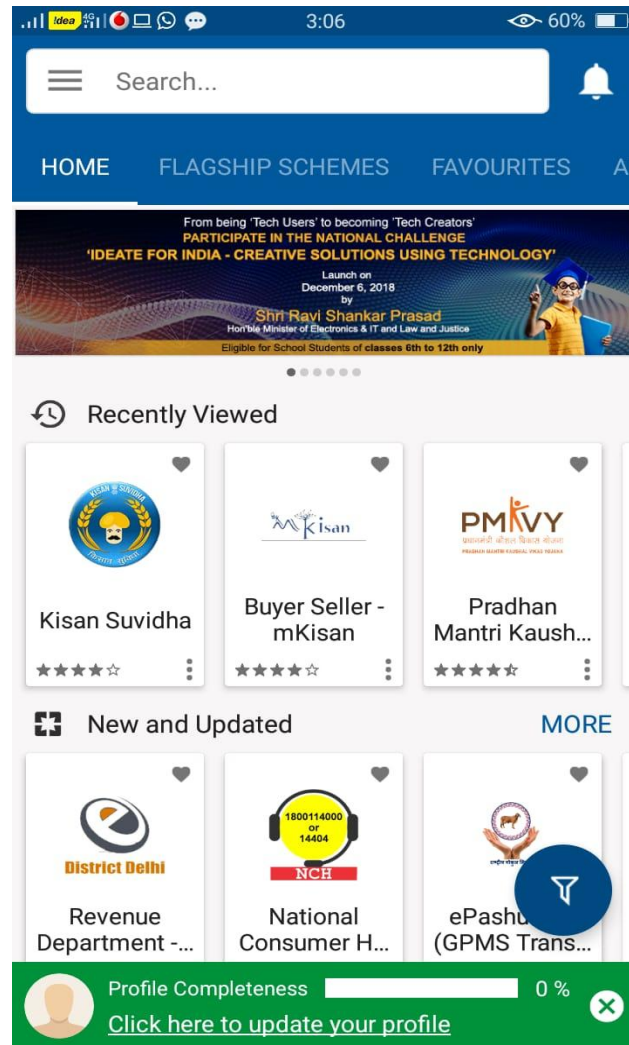 !dea 4G 3:06 60%
Search...
HOME FLAGSHIP SCHEMES FAVOURITES A
From being 'Tech Users' to becoming 'Tech Creators'
PARTICIPATE IN THE NATIONAL CHALLENGE
'IDEATE FOR INDIA - CREATIVE SOLUTIONS USING TECHNOLOGY'
Launch on
December 6, 2018
by
Shri Ravi Shankar Prasad
Hon'ble Minister of Electronics & IT and Law and Justice
Eligible for School Students of classes 6th to 12th only
Recently Viewed
KISAN SUVIDHA
किसान सुविधा
Kisan Suvidha
mKisan
Buyer Seller -
mKisan
PMKVY
प्रधानमंत्री कौशल विकास योजना
PRADHAN MANTRI KAUSHAL VIKAS YOJANA
Pradhan
Mantri Kaush...
New and Updated MORE
District Delhi
Revenue
Department -...
1800114000
or
14404
NCH
National
Consumer H...
ePashu
(GPMS Trans...
Profile Completeness 0 %
Click here to update your profile